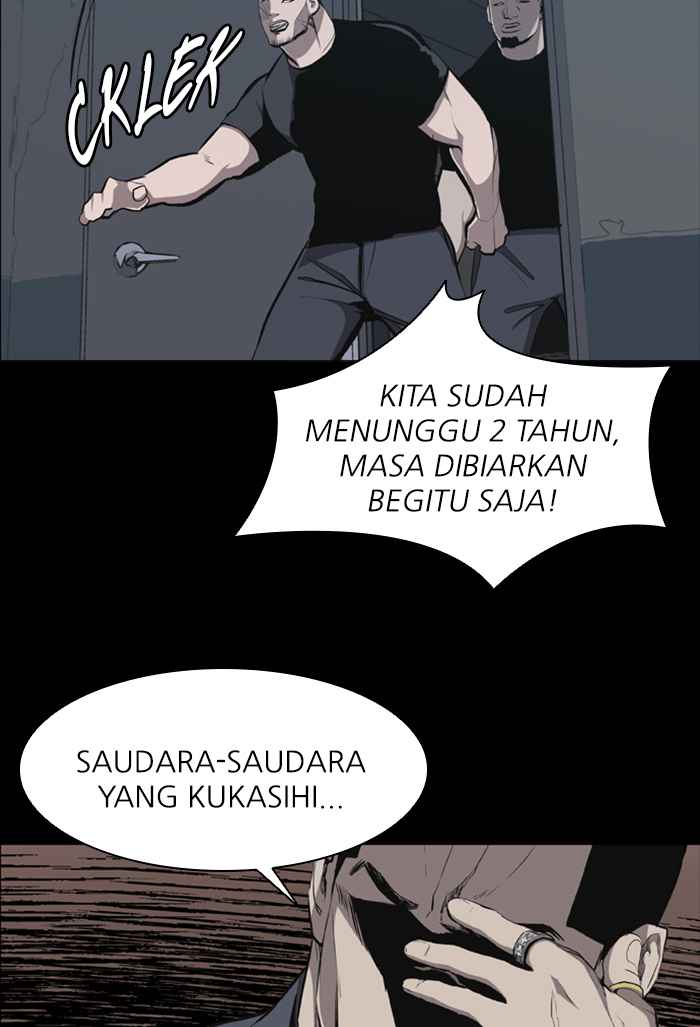 CKLEK
KITA SUDAH
MENUNGGU 2 TAHUN,
MASA DIBIARKAN
BEGITU SAJA!
SAUDARA-SAUDARA
YANG KUKASIHI...